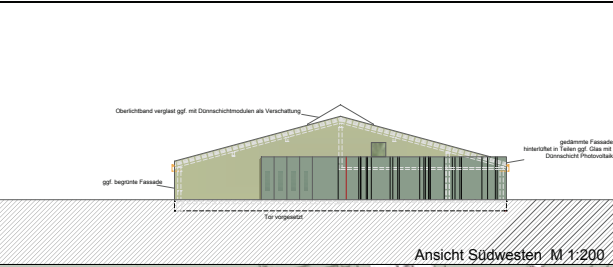 Oberlichtband verglast ggf. mit Dünnschichtmodulen als Verschattung
gedämmte Fassade
hinterlüftet in Teilen ggf. Glas mit
Dünnschicht Photovoltaik
ggf. begrünte Fassade
Tor vorgesetzt
Ansicht Südwesten M 1:200